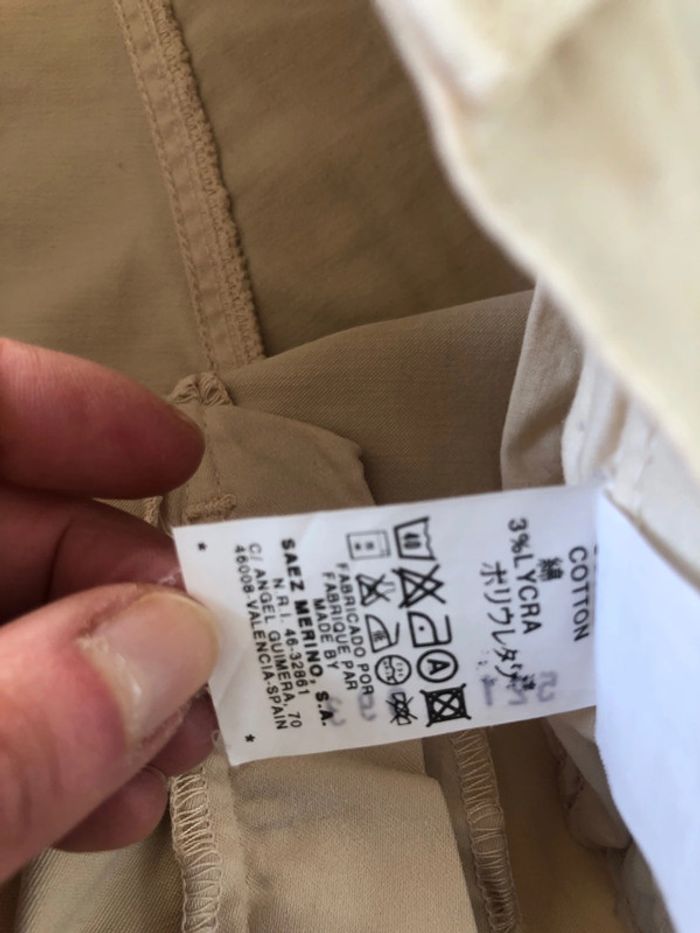 COTTON
綿
3%LYCRA
ポリウレタン
40
A
FABRICADO POR
FABRIQUE PAR
MADE BY
SAEZ MERINO, S.A.
N.R.I. 46-32861
C/ ANGEL GUIMERA, 70
46008-VALENCIA-SPAIN